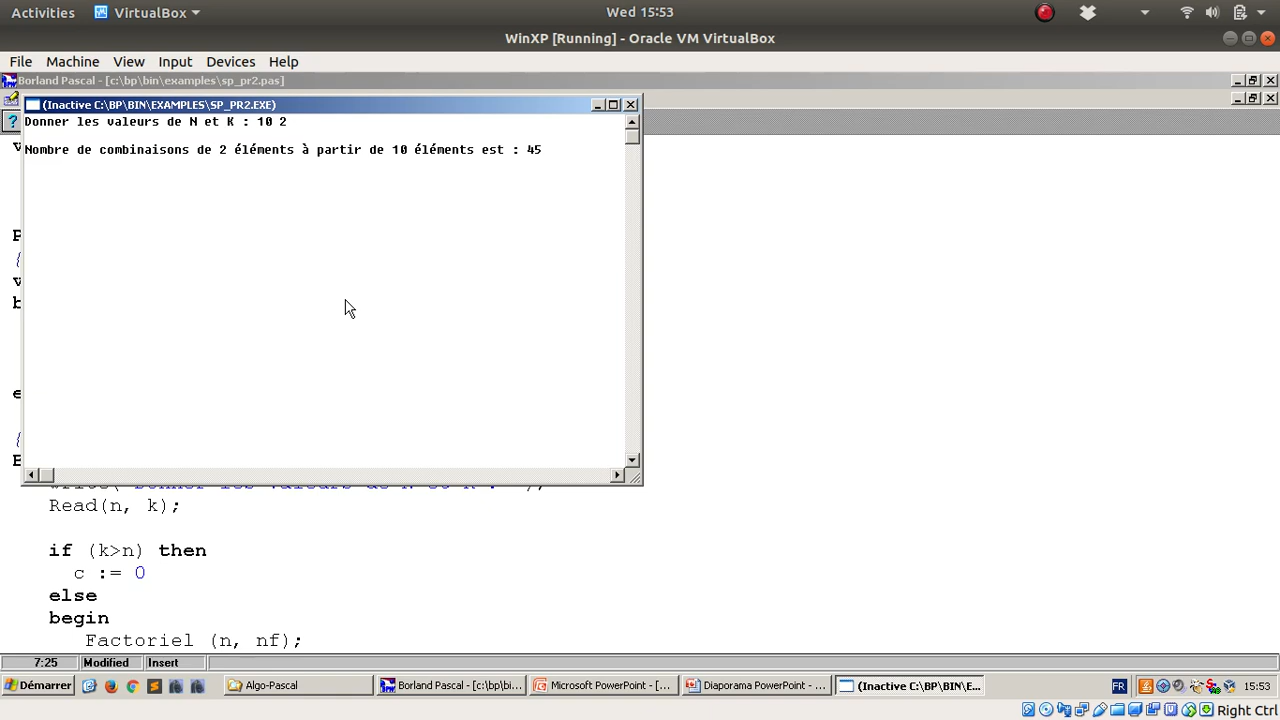 Activities VirtualBox Wed 15:53
WinXP [Running] - Oracle VM VirtualBox
File Machine View Input Devices Help
Borland Pascal - [c:\bp\bin\examples\sp_pr2.pas]
(Inactive C:\BP\BIN\EXAMPLES\SP_PR2.EXE)
Donner les valeurs de N et K : 10 2
Nombre de combinaisons de 2 éléments à partir de 10 éléments est : 45
Read(n, k);
if (k>n) then
c := 0
else
begin
Factoriel (n, nf);
7:25 Modified Insert
Démarrer Algo-Pascal Borland Pascal - [c:\bp\bi... Microsoft PowerPoint - [... Diaporama PowerPoint - ... (Inactive C:\BP\BIN\E... FR 15:53
Right Ctrl